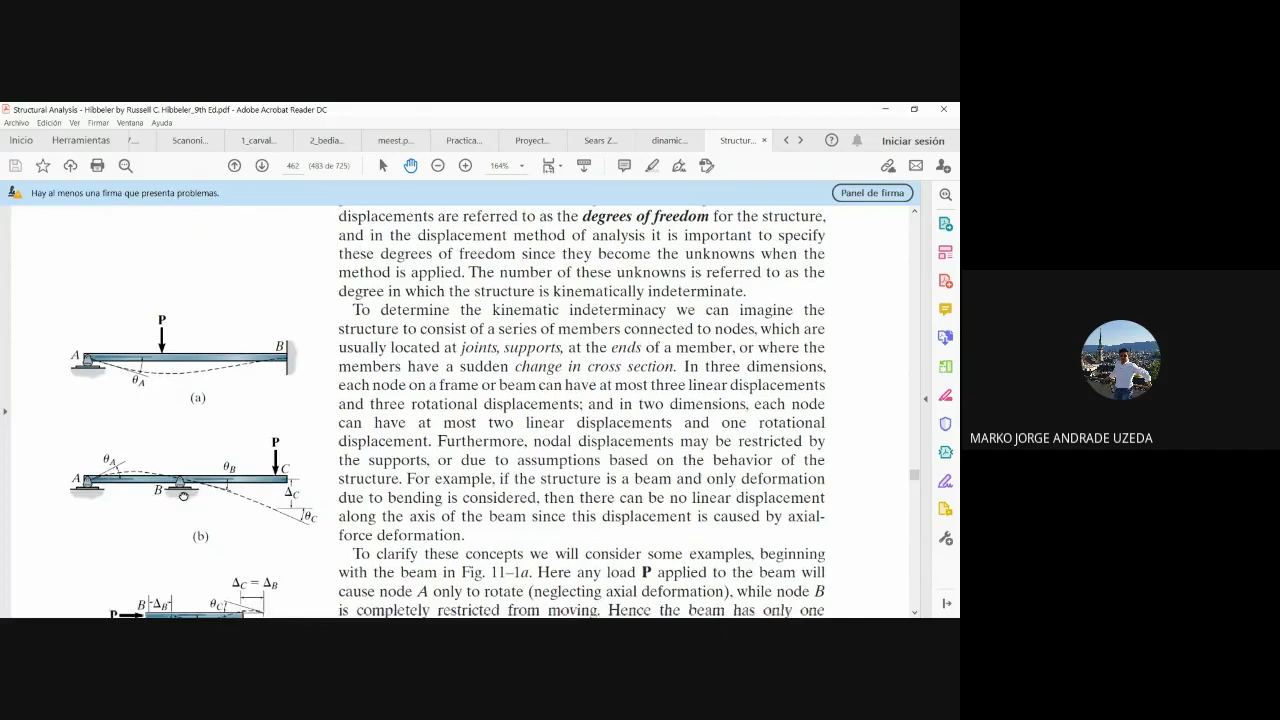 Structural Analysis - Hibbeler by Russell C. Hibbeler_9th Ed.pdf - Adobe Acrobat Reader DC
Archivo Edición Ver Firmar Ventana Ayuda
Inicio Herramientas ... Scanoni... 1_carval... 2_bedia... meest.p... Practica... Proyect... Sears Z... dinamic... Structur... × Iniciar sesión
462 (483 de 725) 164%
Hay al menos una firma que presenta problemas. Panel de firma
displacements are referred to as the degrees of freedom for the structure,
and in the displacement method of analysis it is important to specify
these degrees of freedom since they become the unknowns when the
method is applied. The number of these unknowns is referred to as the
degree in which the structure is kinematically indeterminate.
To determine the kinematic indeterminacy we can imagine the
structure to consist of a series of members connected to nodes, which are
usually located at joints, supports, at the ends of a member, or where the
members have a sudden change in cross section. In three dimensions,
each node on a frame or beam can have at most three linear displacements
and three rotational displacements; and in two dimensions, each node
can have at most two linear displacements and one rotational
displacement. Furthermore, nodal displacements may be restricted by
the supports, or due to assumptions based on the behavior of the
structure. For example, if the structure is a beam and only deformation
due to bending is considered, then there can be no linear displacement
along the axis of the beam since this displacement is caused by axial-
force deformation.
To clarify these concepts we will consider some examples, beginning
with the beam in Fig. 11–1a. Here any load P applied to the beam will
cause node A only to rotate (neglecting axial deformation), while node B
is completely restricted from moving. Hence the beam has only one
P
A B
θA
(a)
P
θA θB C
A
B ΔC
θC
(b)
ΔC = ΔB
B ΔB θC
P
MARKO JORGE ANDRADE UZEDA